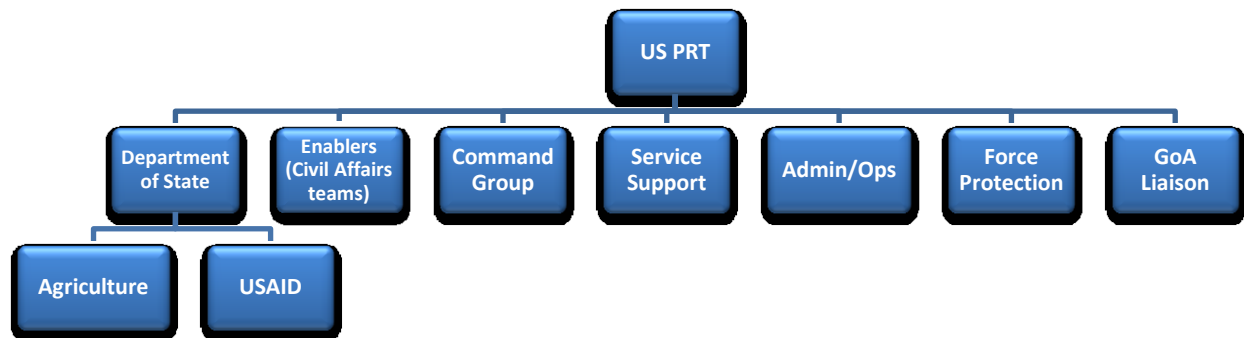 US PRT
Department
of State
Enablers
(Civil Affairs
teams)
Command
Group
Service
Support
Admin/Ops
Force
Protection
GoA
Liaison
Agriculture
USAID